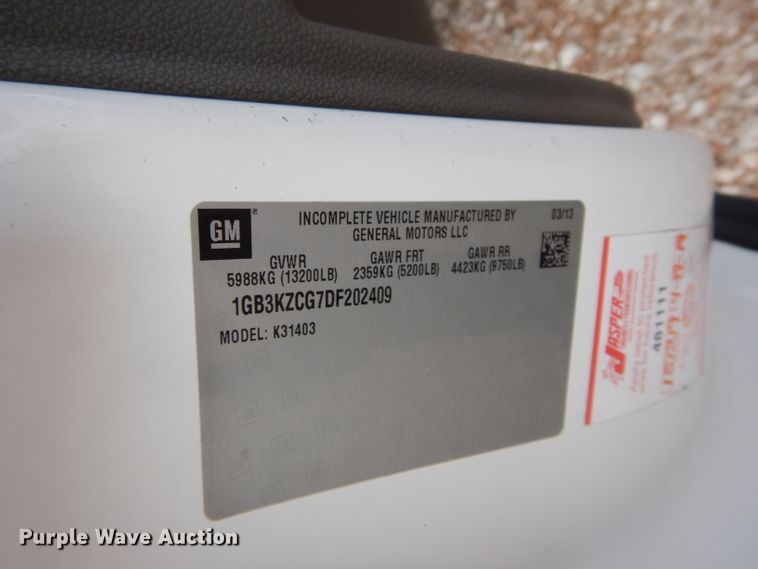 GM
INCOMPLETE VEHICLE MANUFACTURED BY
GENERAL MOTORS LLC
03/13
GVWR GAWR FRT GAWR RR
5988KG (13200LB) 2359KG (5200LB) 4423KG (9750LB)
1GB3KZCG7DF202409
MODEL: K31403
JASPER
481111
Purple Wave Auction